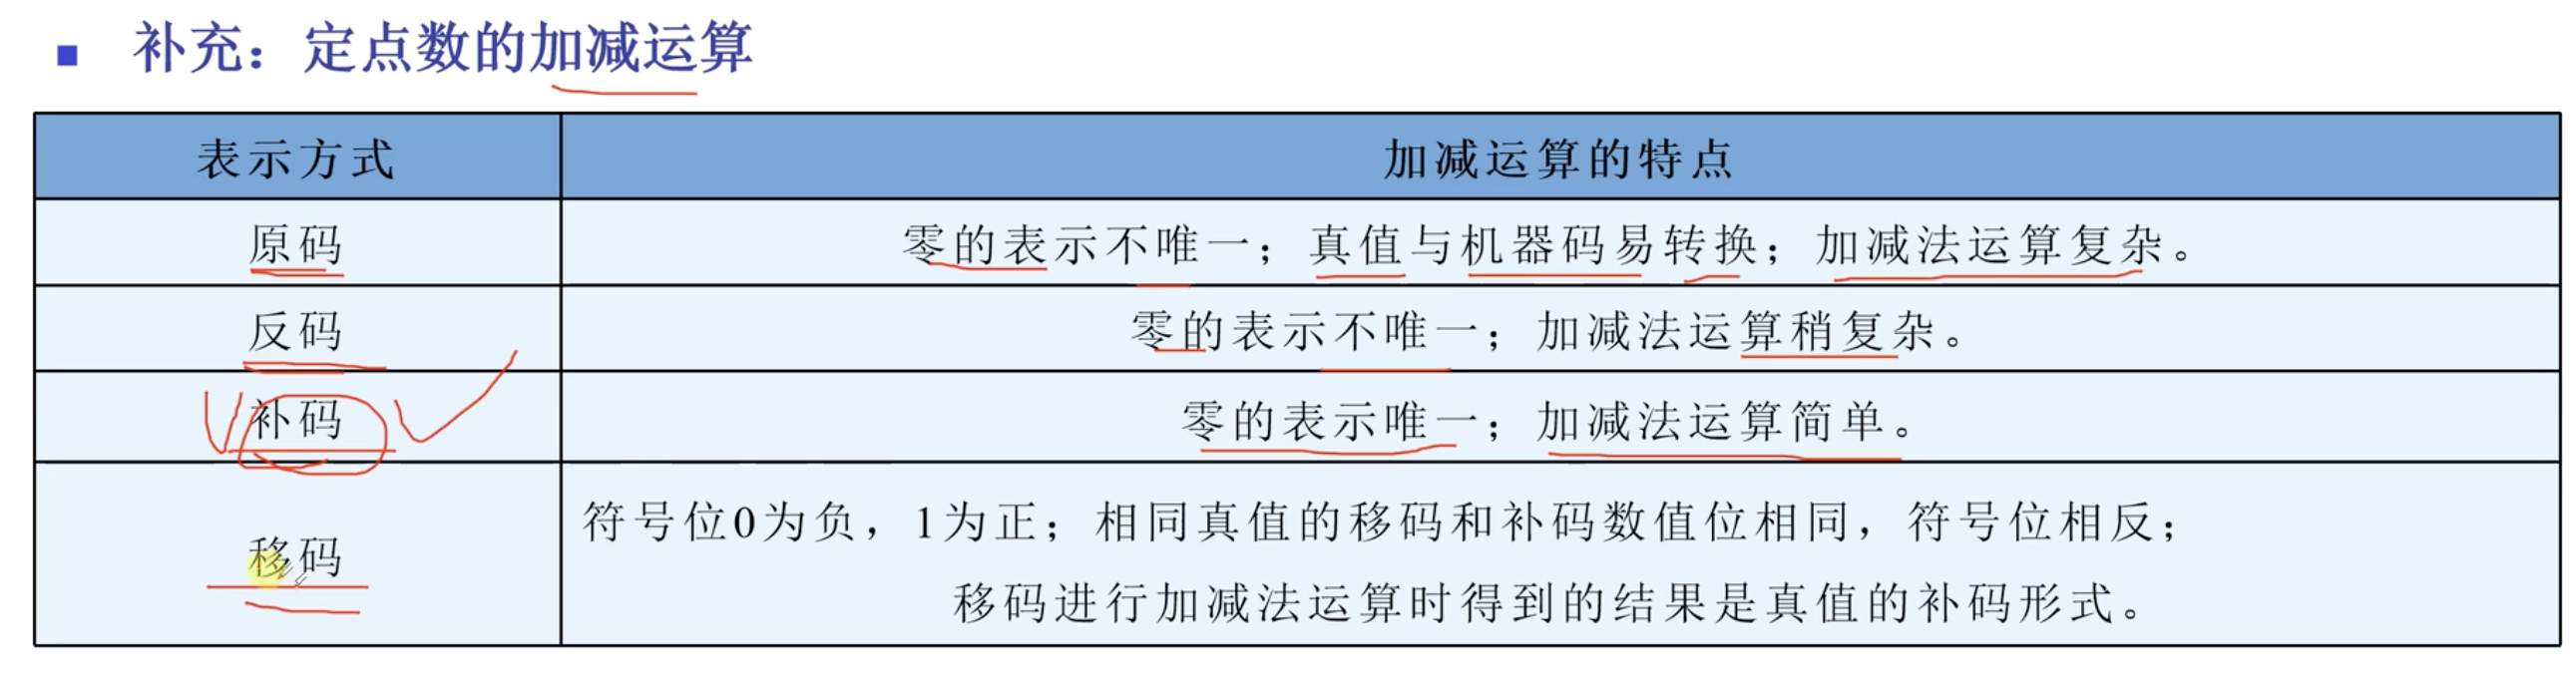 补充：定点数的加减运算
表示方式 加减运算的特点
原码 零的表示不唯一；真值与机器码易转换；加减法运算复杂。
反码 零的表示不唯一；加减法运算稍复杂。
补码 零的表示唯一；加减法运算简单。
移码 符号位0为负，1为正；相同真值的移码和补码数值位相同，符号位相反；
移码进行加减法运算时得到的结果是真值的补码形式。